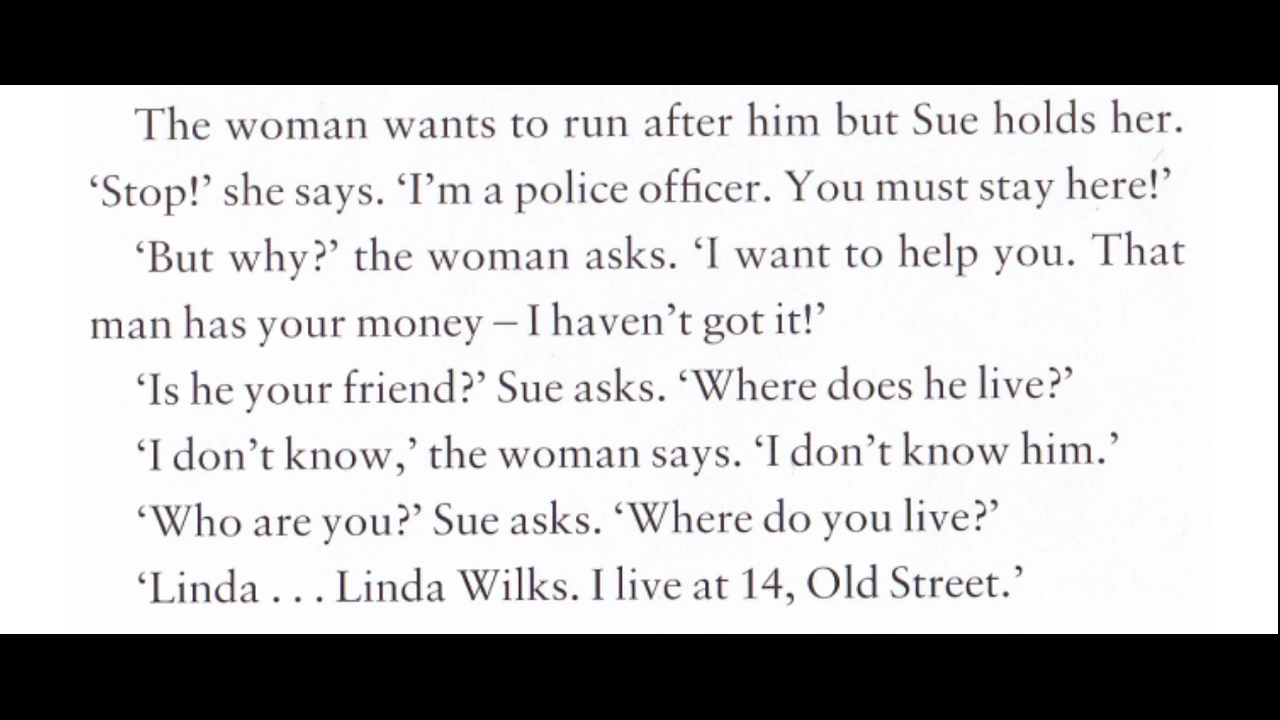 The woman wants to run after him but Sue holds her.
‘Stop!’ she says. ‘I’m a police officer. You must stay here!’
‘But why?’ the woman asks. ‘I want to help you. That
man has your money – I haven’t got it!’
‘Is he your friend?’ Sue asks. ‘Where does he live?’
‘I don’t know,’ the woman says. ‘I don’t know him.’
‘Who are you?’ Sue asks. ‘Where do you live?’
‘Linda . . . Linda Wilks. I live at 14, Old Street.’